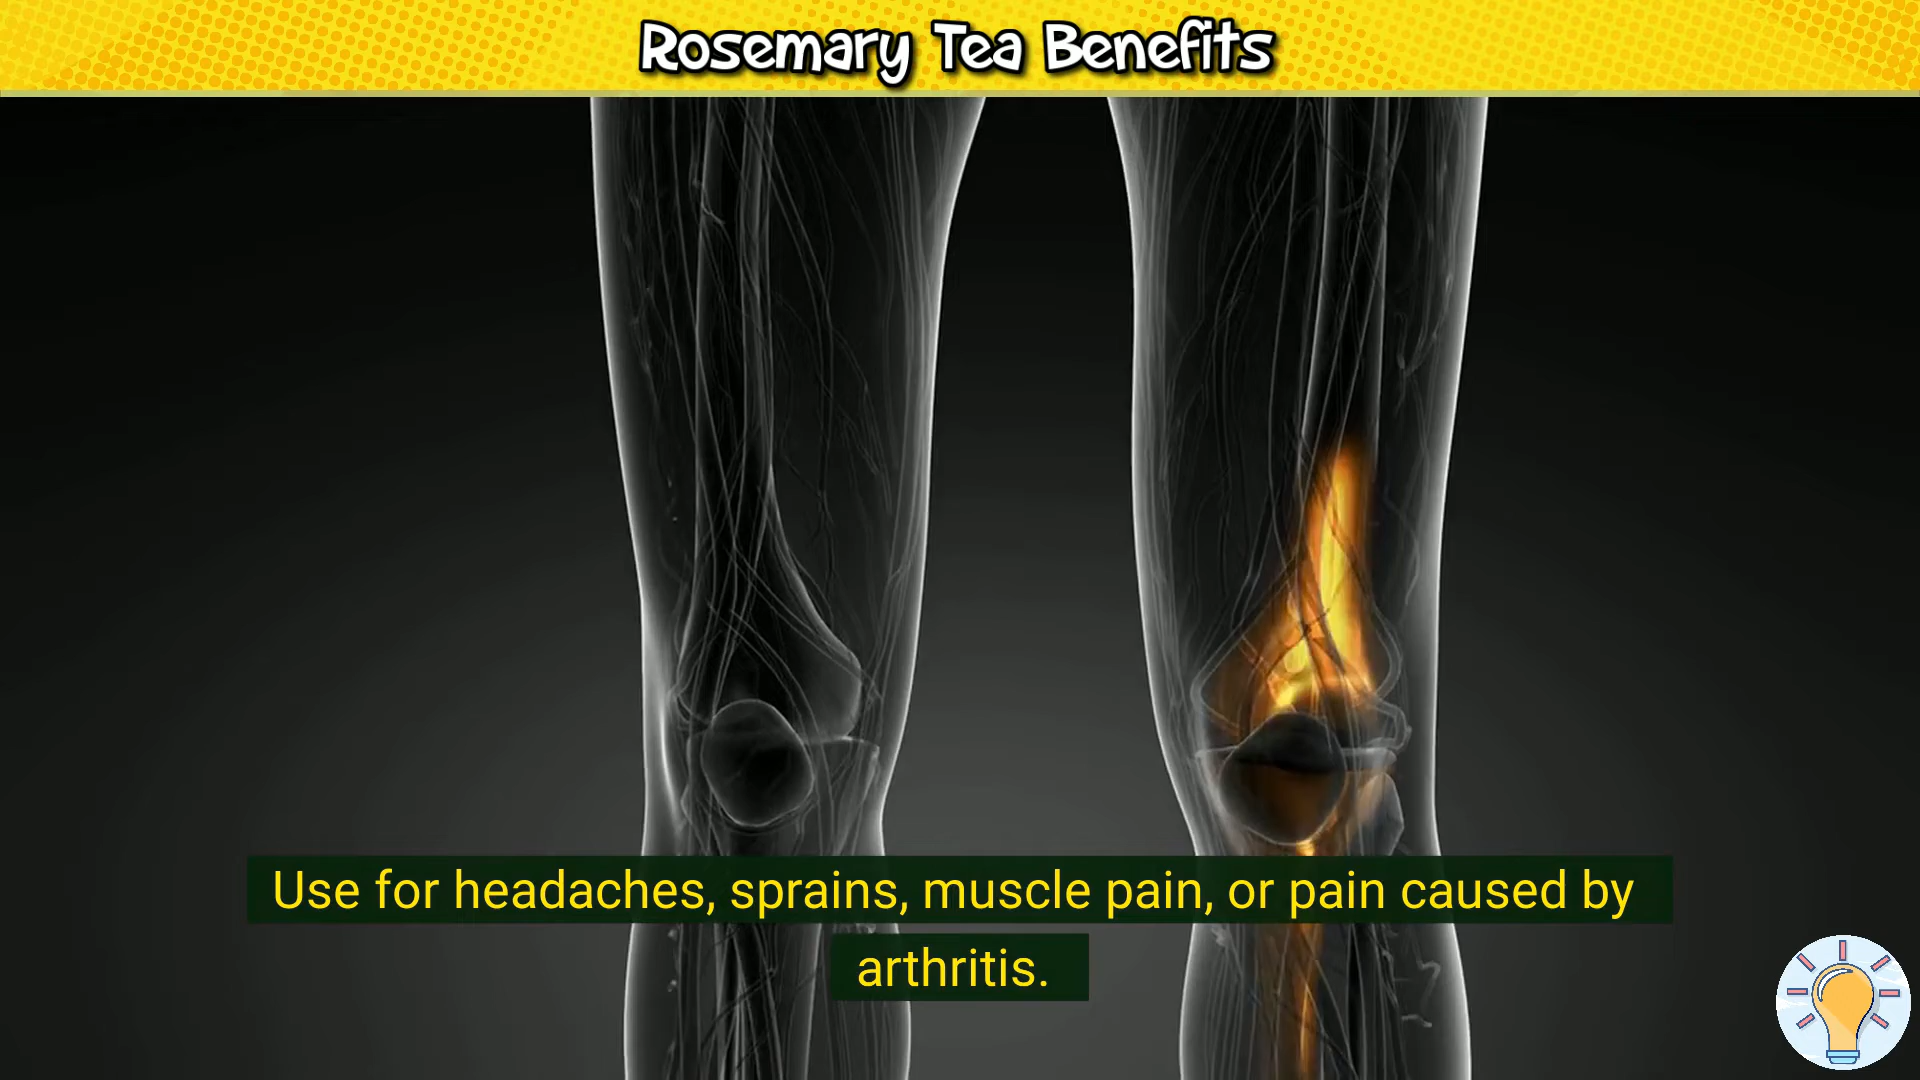 Rosemary Tea Benefits
Use for headaches, sprains, muscle pain, or pain caused by
arthritis.